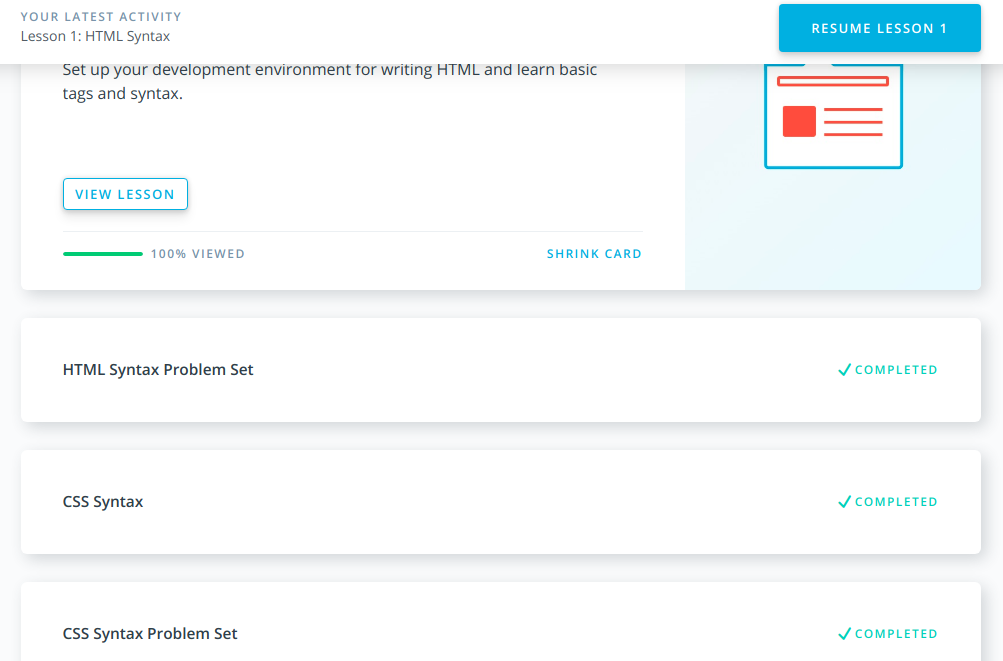 YOUR LATEST ACTIVITY
Lesson 1: HTML Syntax
RESUME LESSON 1
Set up your development environment for writing HTML and learn basic
tags and syntax.
VIEW LESSON
100% VIEWED
SHRINK CARD
HTML Syntax Problem Set
COMPLETED
CSS Syntax
COMPLETED
CSS Syntax Problem Set
COMPLETED